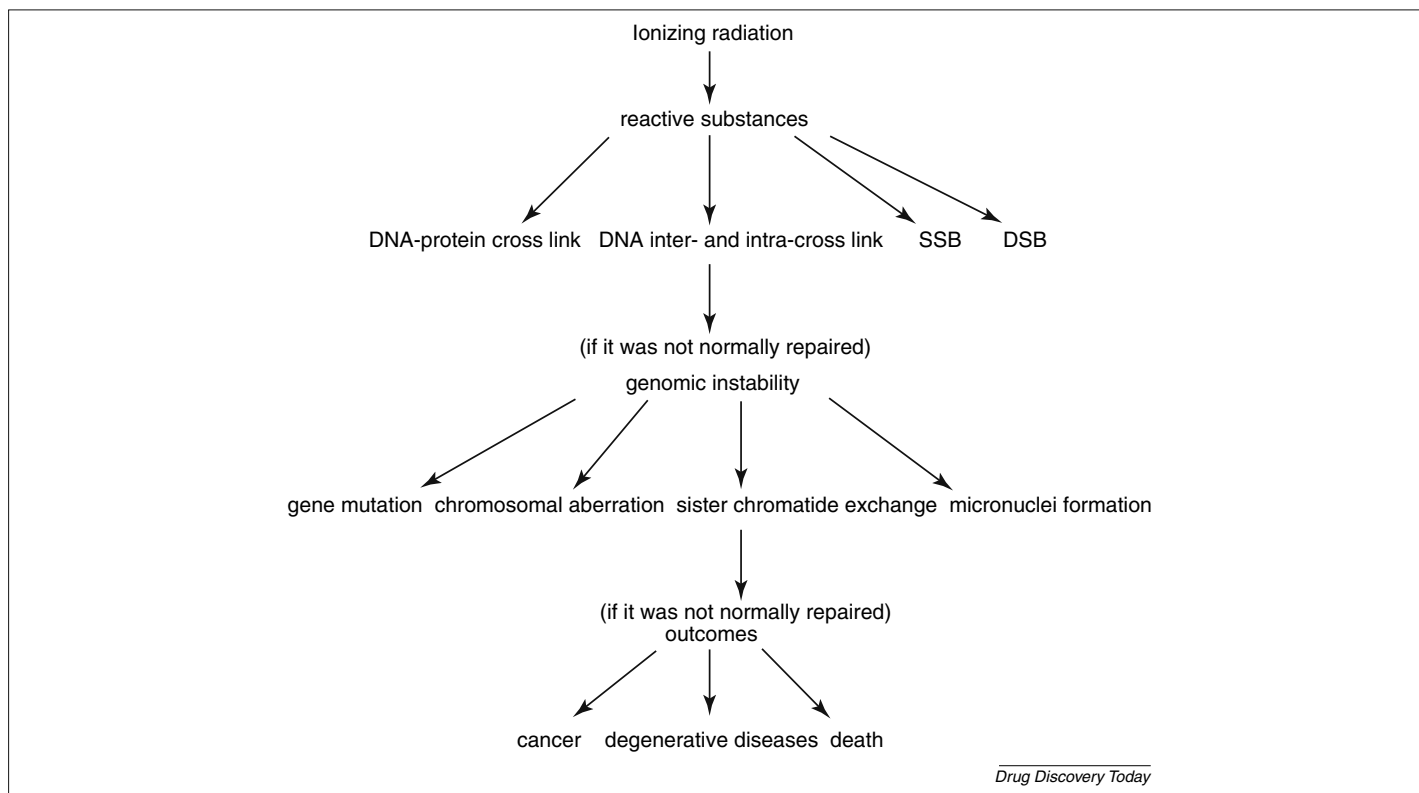 Ionizing radiation
reactive substances
DNA-protein cross link DNA inter- and intra-cross link SSB DSB
(if it was not normally repaired)
genomic instability
gene mutation chromosomal aberration sister chromatide exchange micronuclei formation
(if it was not normally repaired)
outcomes
cancer degenerative diseases death
Drug Discovery Today